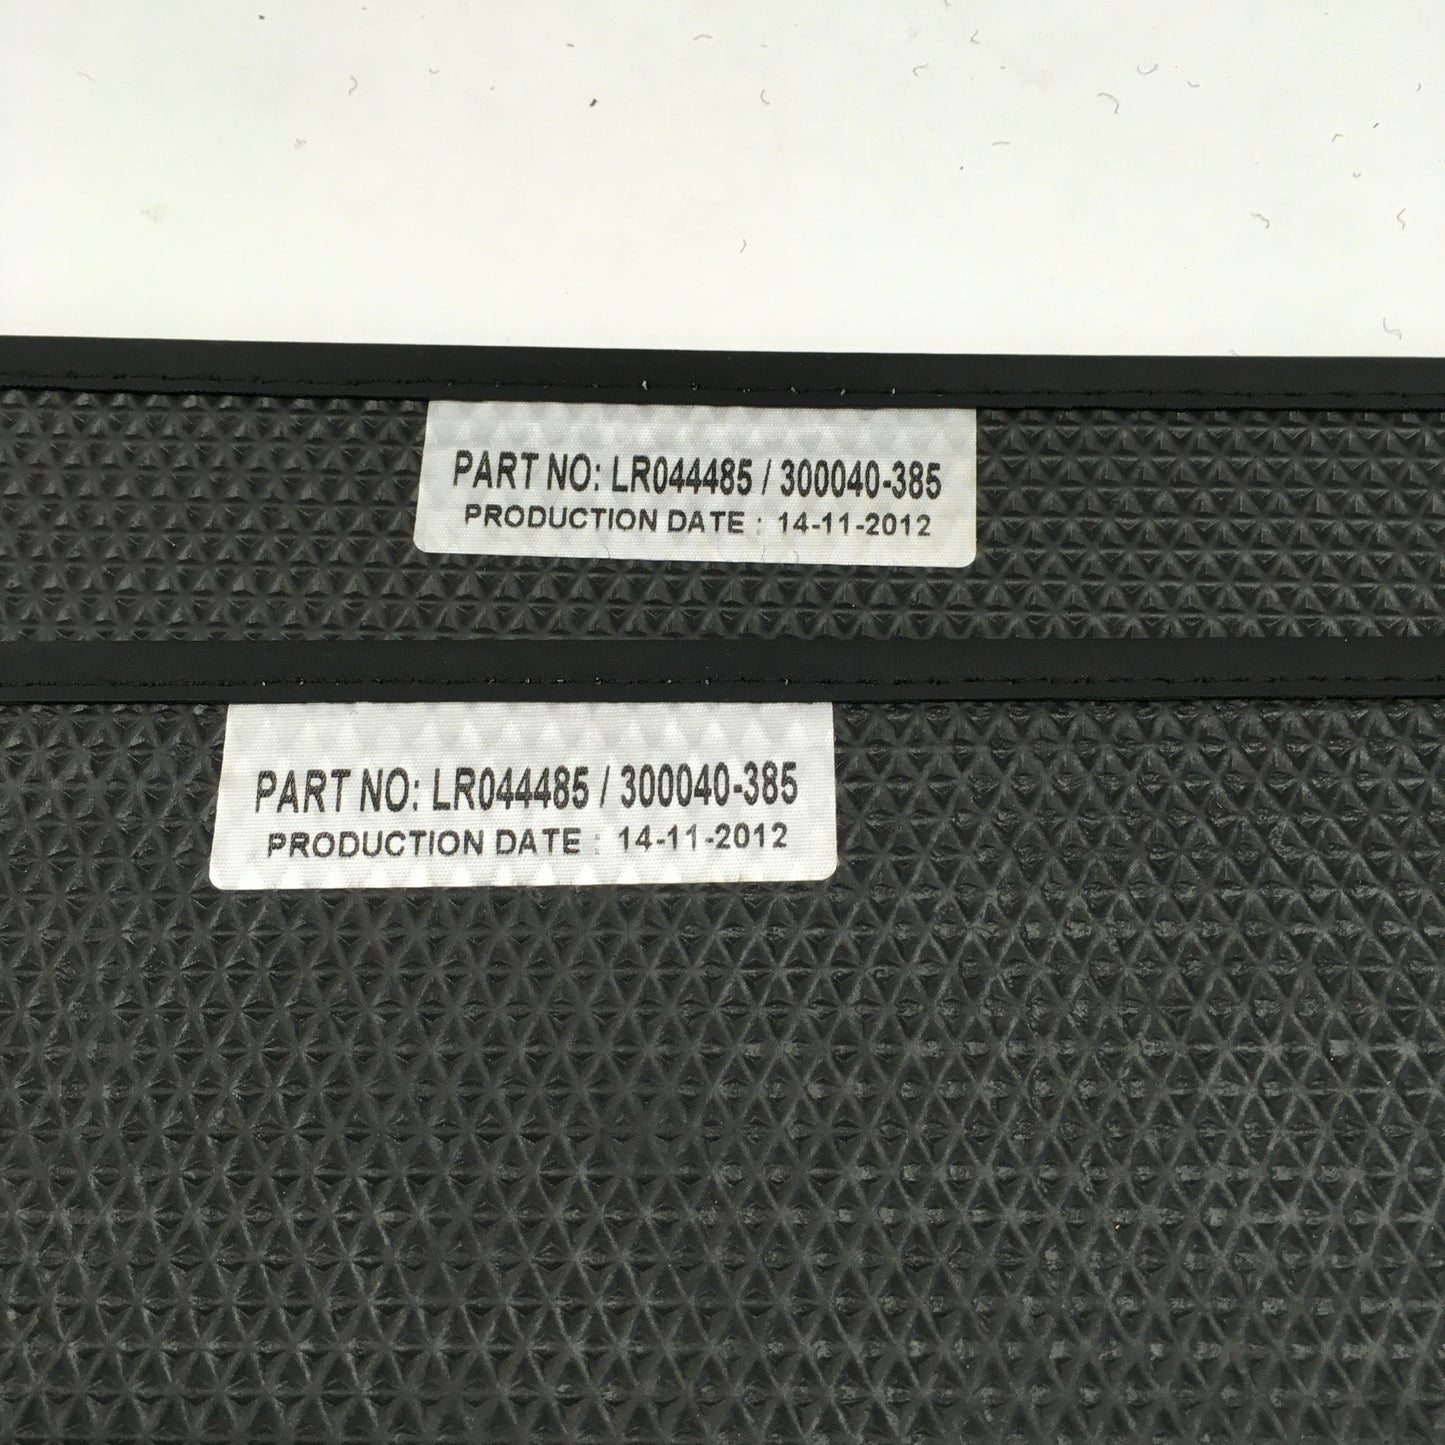 PART NO: LR044485 / 300040-385
PRODUCTION DATE : 14-11-2012
PART NO: LR044485 / 300040-385
PRODUCTION DATE : 14-11-2012